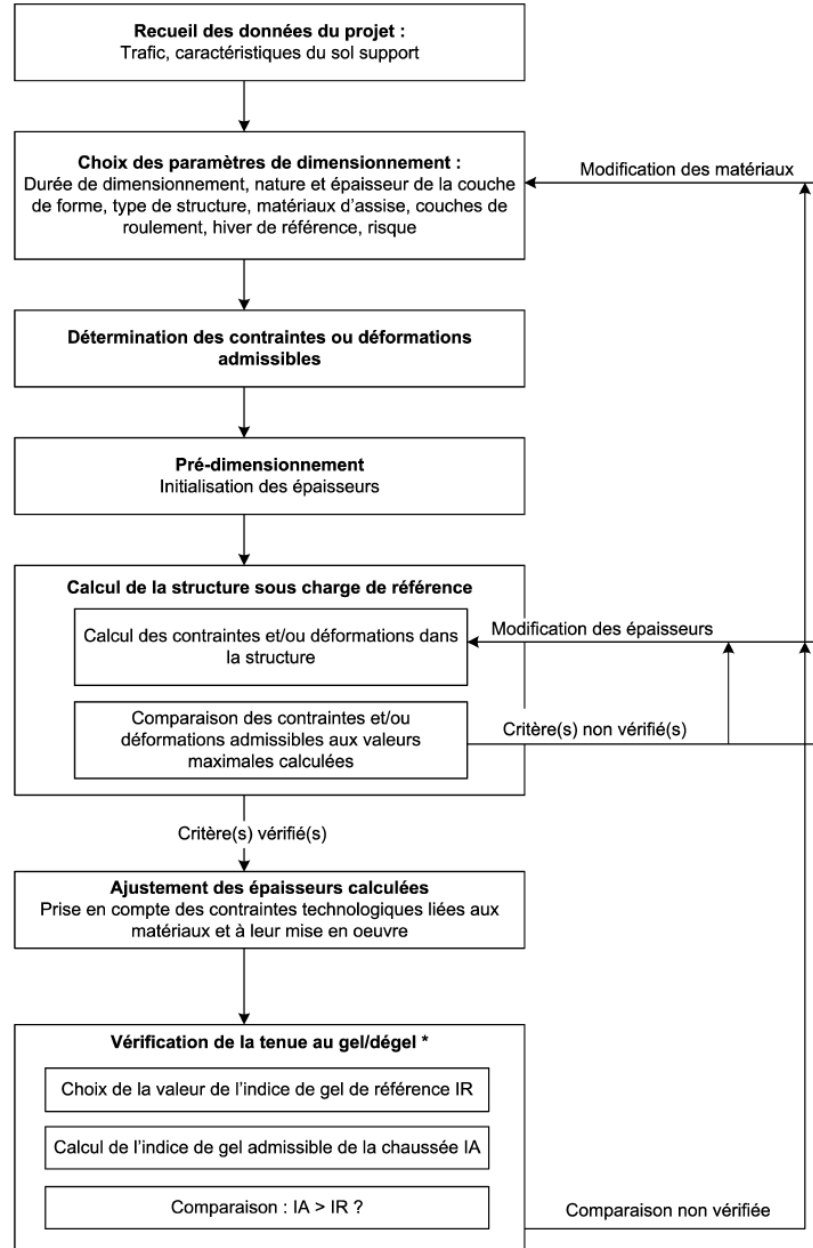 Recueil des données du projet :
Trafic, caractéristiques du sol support
Choix des paramètres de dimensionnement :
Durée de dimensionnement, nature et épaisseur de la couche
de forme, type de structure, matériaux d'assise, couches de
roulement, hiver de référence, risque
Modification des matériaux
Détermination des contraintes ou déformations
admissibles
Pré-dimensionnement
Initialisation des épaisseurs
Calcul de la structure sous charge de référence
Calcul des contraintes et/ou déformations dans
la structure
Modification des épaisseurs
Comparaison des contraintes et/ou
déformations admissibles aux valeurs
maximales calculées
Critère(s) non vérifié(s)
Critère(s) vérifié(s)
Ajustement des épaisseurs calculées
Prise en compte des contraintes technologiques liées aux
matériaux et à leur mise en oeuvre
Vérification de la tenue au gel/dégel *
Choix de la valeur de l'indice de gel de référence IR
Calcul de l'indice de gel admissible de la chaussée IA
Comparaison : IA > IR ?
Comparaison non vérifiée